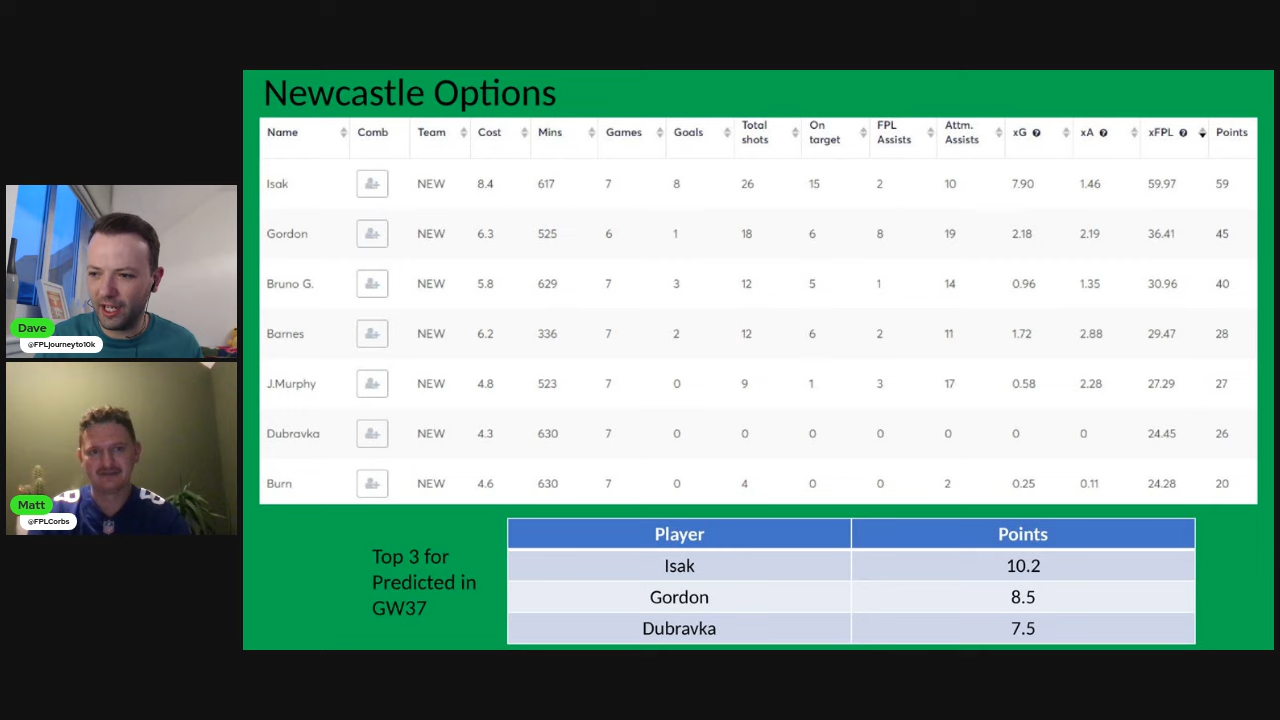 Newcastle Options
Name Comb Team Cost Mins Games Goals Total shots On target FPL Assists Attm. Assists xG xA xFPL Points
Isak NEW 8.4 617 7 8 26 15 2 10 7.90 1.46 59.97 59
Gordon NEW 6.3 525 6 1 18 6 8 19 2.18 2.19 36.41 45
Bruno G. NEW 5.8 629 7 3 12 5 1 14 0.96 1.35 30.96 40
Barnes NEW 6.2 336 7 2 12 6 2 11 1.72 2.88 29.47 28
J.Murphy NEW 4.8 523 7 0 9 1 3 17 0.58 2.28 27.29 27
Dubravka NEW 4.3 630 7 0 0 0 0 0 0 0 24.45 26
Burn NEW 4.6 630 7 0 4 0 0 2 0.25 0.11 24.28 20
Dave
@FPLjourneyto10k
Matt
@FPLCorbs
Top 3 for
Predicted in
GW37
Player Points
Isak 10.2
Gordon 8.5
Dubravka 7.5